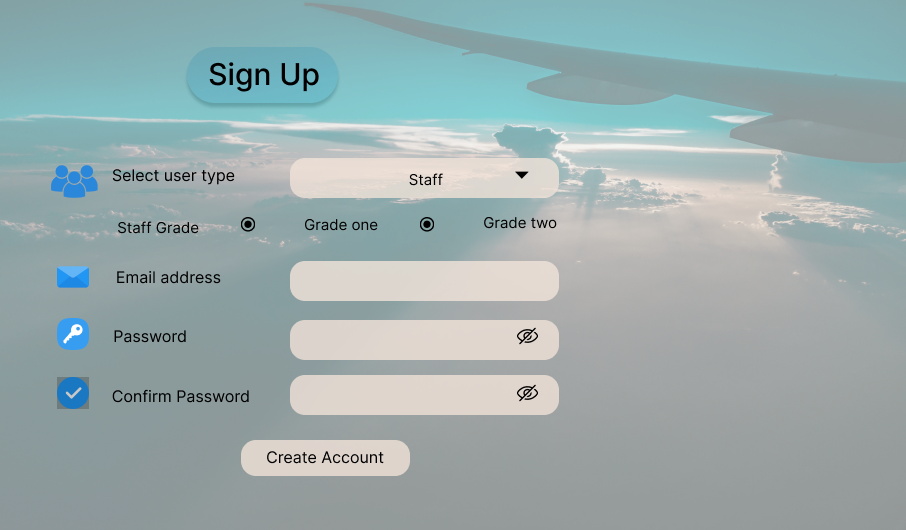 Sign Up
Select user type
Staff
Staff Grade
Grade one
Grade two
Email address
Password
Confirm Password
Create Account